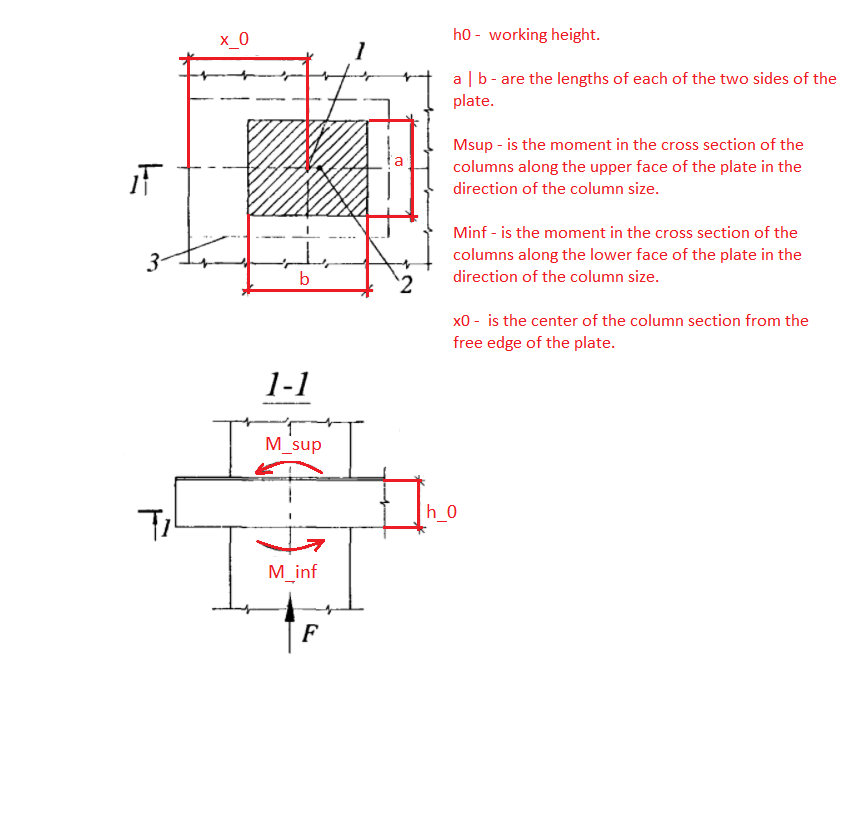 x_0
1
h0 - working height.
a | b - are the lengths of each of the two sides of the
plate.
Msup - is the moment in the cross section of the
columns along the upper face of the plate in the
direction of the column size.
a
1
Minf - is the moment in the cross section of the
columns along the lower face of the plate in the
direction of the column size.
3
b
2
x0 - is the center of the column section from the
free edge of the plate.
1-1
M_sup
h_0
1
M_inf
F